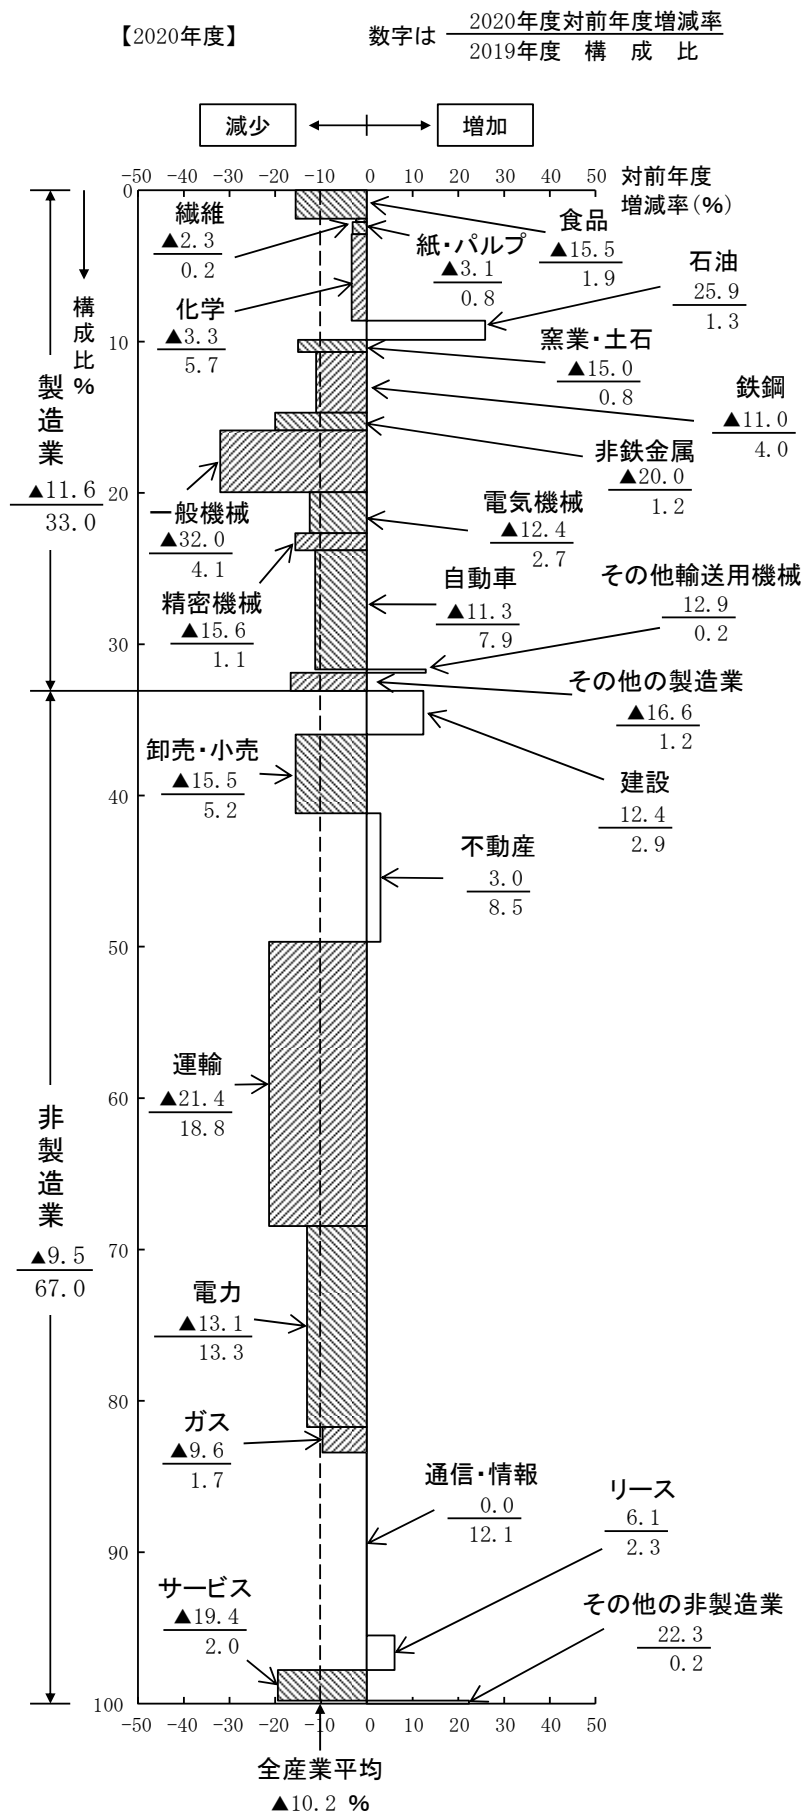 【2020年度】
数字は 2020年度対前年度増減率
2019年度 構 成 比
減少
増加
-50 -40 -30 -20 -10 0 10 20 30 40 50
対前年度
増減率(%)
0
10
20
30
40
50
60
70
80
90
100
構成比%
製造業
▲11.6
33.0
非製造業
▲9.5
67.0
食品
▲15.5
1.9
繊維
▲2.3
0.2
紙・パルプ
▲3.1
0.8
化学
▲3.3
5.7
石油
25.9
1.3
窯業・土石
▲15.0
0.8
鉄鋼
▲11.0
4.0
非鉄金属
▲20.0
1.2
一般機械
▲32.0
4.1
電気機械
▲12.4
2.7
精密機械
▲15.6
1.1
自動車
▲11.3
7.9
その他輸送用機械
12.9
0.2
その他の製造業
▲16.6
1.2
建設
12.4
2.9
卸売・小売
▲15.5
5.2
不動産
3.0
8.5
運輸
▲21.4
18.8
電力
▲13.1
13.3
ガス
▲9.6
1.7
通信・情報
0.0
12.1
リース
6.1
2.3
サービス
▲19.4
2.0
その他の非製造業
22.3
0.2
-50 -40 -30 -20 -10 0 10 20 30 40 50
全産業平均
▲10.2 %